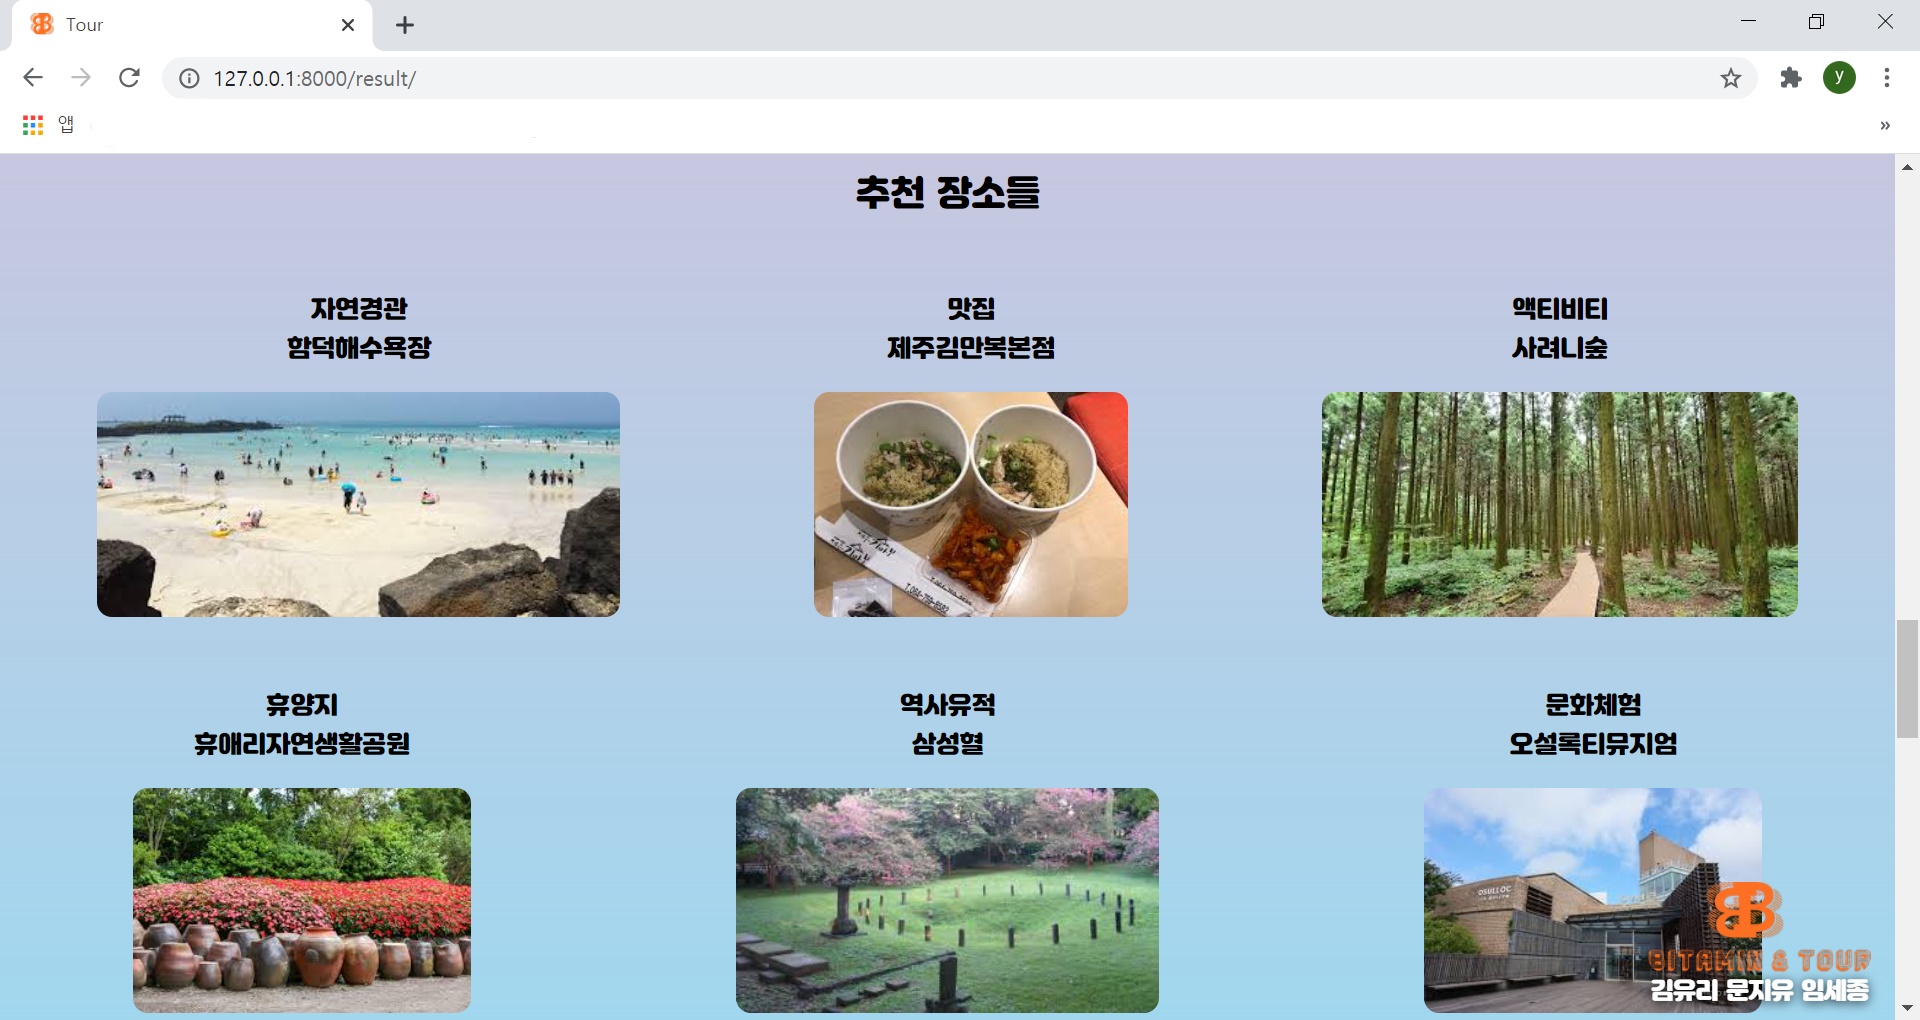 Tour
127.0.0.1:8000/result/
y
앱
»
추천 장소들
자연경관
함덕해수욕장
맛집
제주김만복본점
액티비티
사려니숲
T.064-759-8582
휴양지
휴애리자연생활공원
역사유적
삼성혈
문화체험
오설록티뮤지엄
OSULLOC
BITAMIN & TOUR
김유리 문지유 임세종